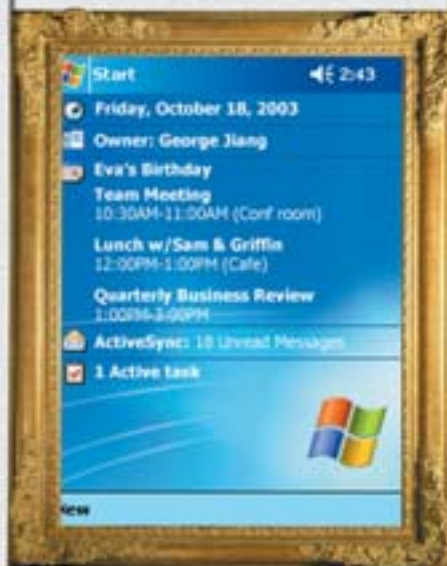 Start 2:43
Friday, October 18, 2003
Owner: George Jiang
Eva's Birthday
Team Meeting
10:30AM-11:00AM (Conf room)
Lunch w/Sam & Griffin
12:00PM-1:00PM (Cafe)
Quarterly Business Review
1:00PM-3:00PM
ActiveSync: 18 Unread Messages
1 Active task
New